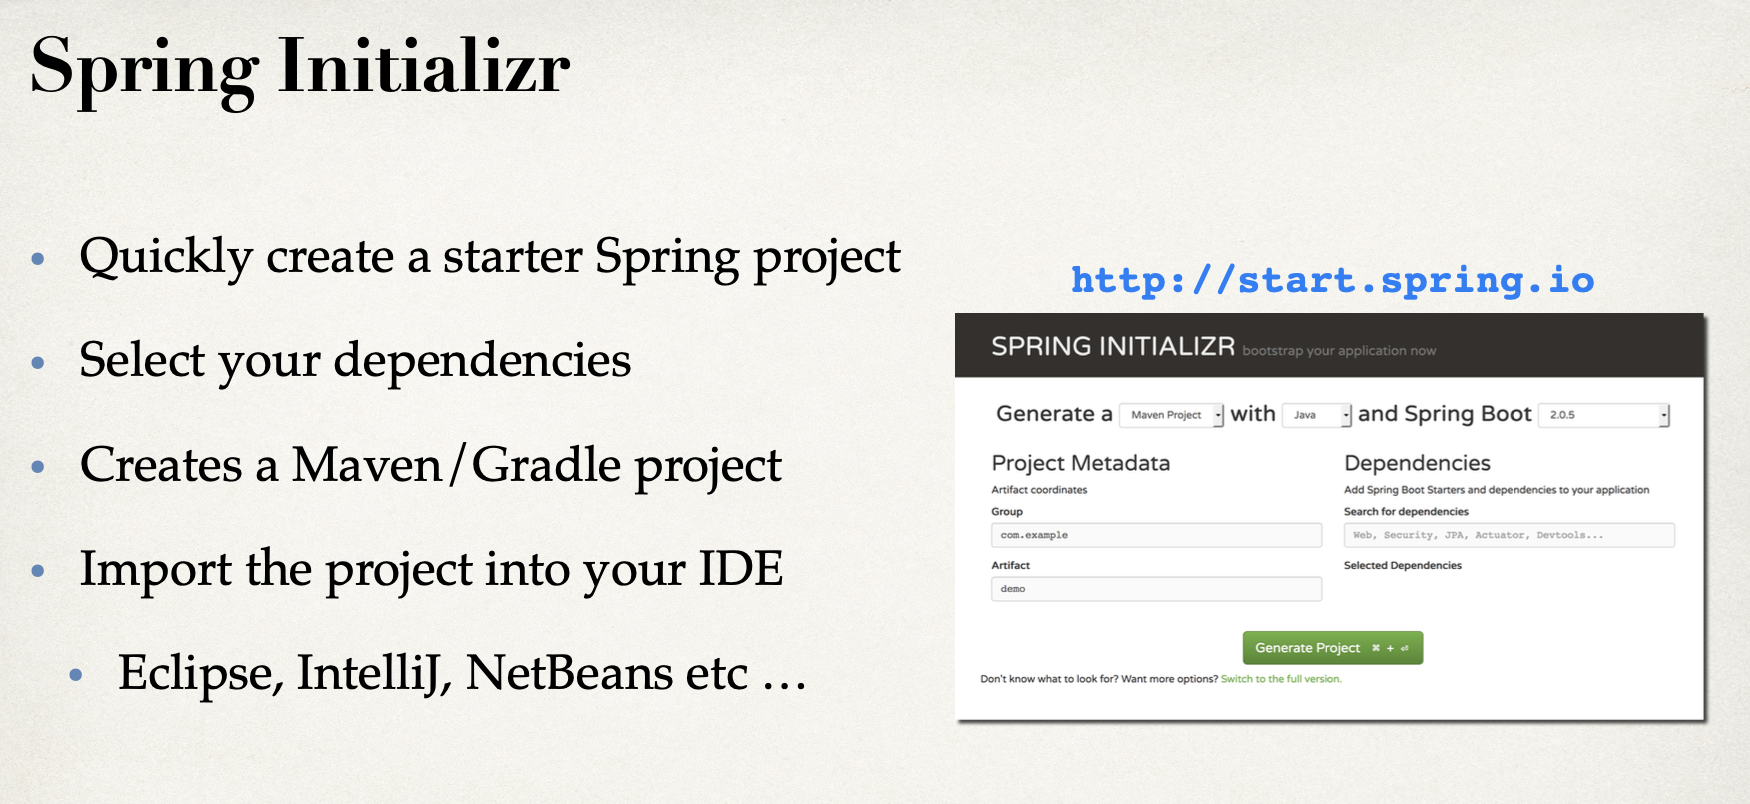 Spring Initializr
• Quickly create a starter Spring project
• Select your dependencies
• Creates a Maven/Gradle project
• Import the project into your IDE
• Eclipse, IntelliJ, NetBeans etc …
http://start.spring.io
SPRING INITIALIZR bootstrap your application now
Generate a Maven Project with Java and Spring Boot 2.0.5
Project Metadata
Artifact coordinates
Group
com.example
Artifact
demo
Dependencies
Add Spring Boot Starters and dependencies to your application
Search for dependencies
Web, Security, JPA, Actuator, Devtools...
Selected Dependencies
Generate Project ⌘ + ⏎
Don't know what to look for? Want more options? Switch to the full version.